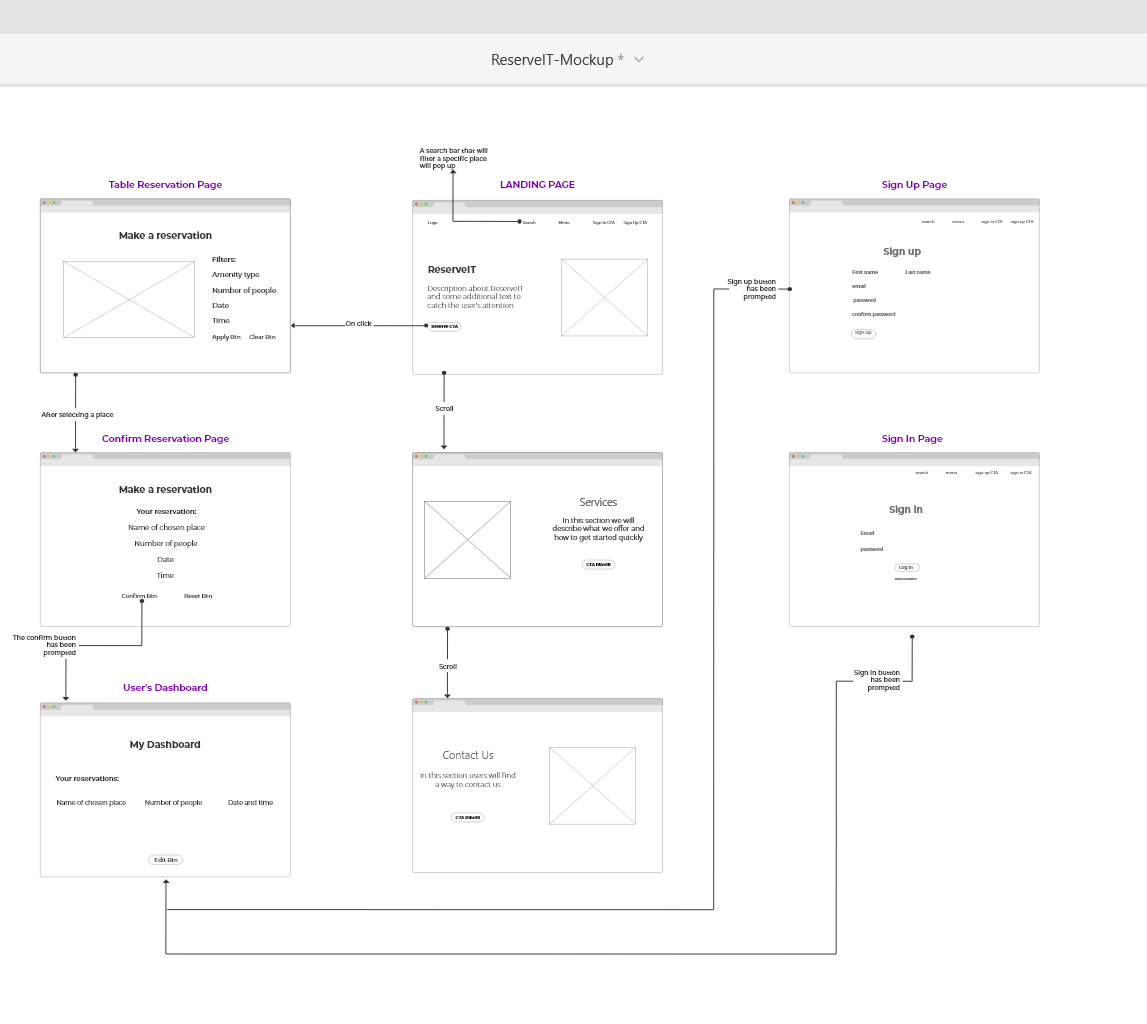 ReserveIT-Mockup *
A search bar that will
filter a specific place
will pop up
Table Reservation Page
Make a reservation
Filters:
Amenity type
Number of people
Date
Time
Apply Btn Clear Btn
On click
LANDING PAGE
Logo Search Menu Sign In CTA Sign Up CTA
ReserveIT
Description about ReserveIT
and some additional text to
catch the user's attention
Reserve CTA
Sign Up Page
search menu sign in CTA sign up CTA
Sign up
First name Last name
email
password
confirm password
sign up
Sign up button
has been
prompted
After selecting a place
Scroll
Confirm Reservation Page
Make a reservation
Your reservation:
Name of chosen place
Number of people
Date
Time
Confirm Btn Reset Btn
Services
In this section we will
describe what we offer and
how to get started quickly
Sign In Page
search menu sign up CTA sign in CTA
Sign in
Email
password
Log in
The confirm button
has been
prompted
Scroll
Sign in button
has been
prompted
User's Dashboard
My Dashboard
Your reservations:
Name of chosen place Number of people Date and time
Edit Btn
Contact Us
In this section users will find
a way to contact us